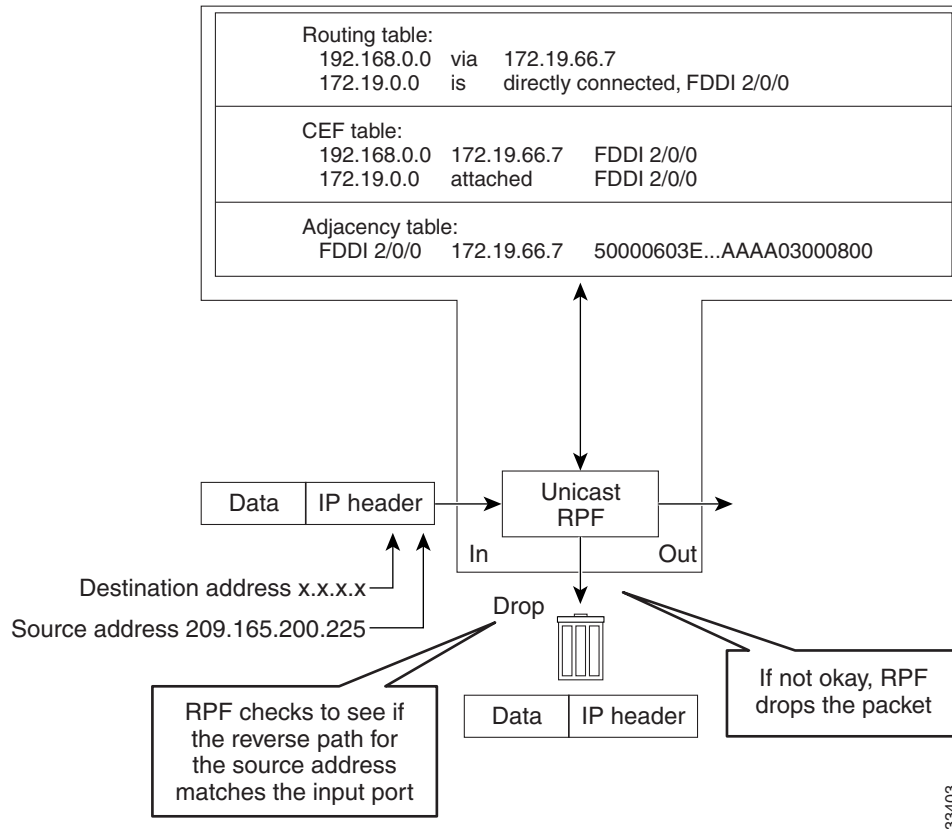 Routing table:
192.168.0.0 via 172.19.66.7
172.19.0.0 is directly connected, FDDI 2/0/0
CEF table:
192.168.0.0 172.19.66.7 FDDI 2/0/0
172.19.0.0 attached FDDI 2/0/0
Adjacency table:
FDDI 2/0/0 172.19.66.7 50000603E...AAAA03000800
Data
IP header
Unicast
RPF
In
Out
Destination address x.x.x.x
Source address 209.165.200.225
Drop
RPF checks to see if
the reverse path for
the source address
matches the input port
Data
IP header
If not okay, RPF
drops the packet
33403